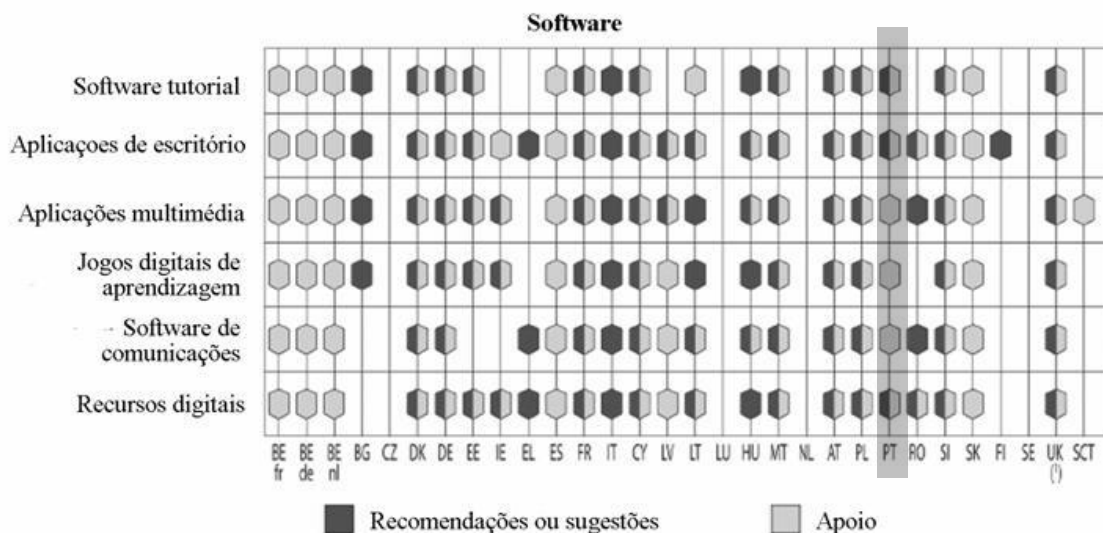 Software
Software tutorial
Aplicaçoes de escritório
Aplicações multimédia
Jogos digitais de
aprendizagem
Software de
comunicações
Recursos digitais
BE fr BE de BE nl BG CZ DK DE EE IE EL ES FR IT CY LV LT LU HU MT NL AT PL PT RO SI SK FI SE UK (¹) SCT
Recomendações ou sugestões Apoio